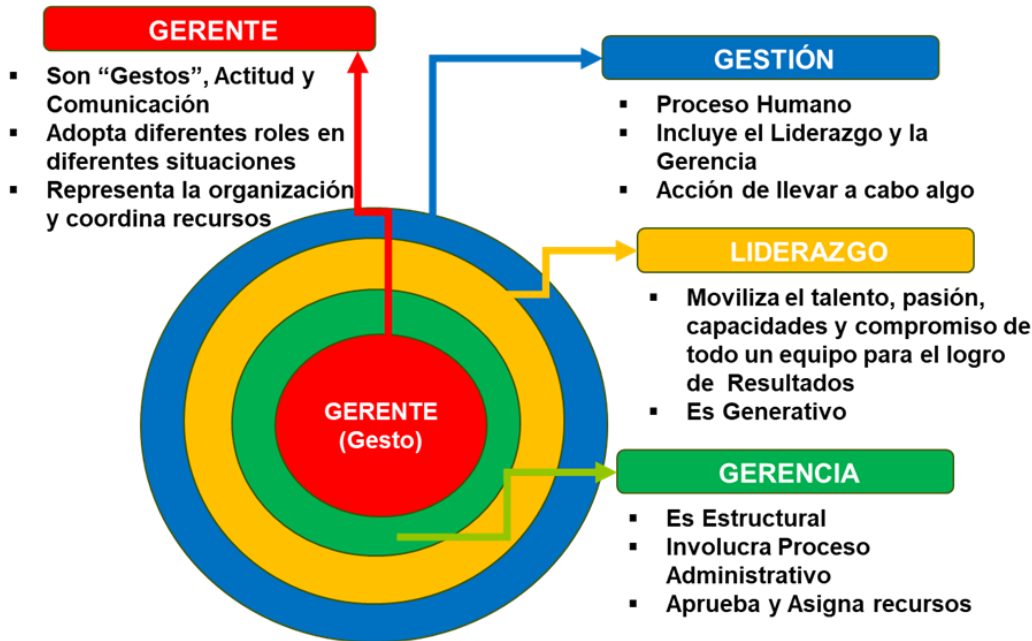 GERENTE
▪ Son “Gestos”, Actitud y
Comunicación
▪ Adopta diferentes roles en
diferentes situaciones
▪ Representa la organización
y coordina recursos
GESTIÓN
▪ Proceso Humano
▪ Incluye el Liderazgo y la
Gerencia
▪ Acción de llevar a cabo algo
LIDERAZGO
▪ Moviliza el talento, pasión,
capacidades y compromiso de
todo un equipo para el logro
de Resultados
▪ Es Generativo
GERENTE
(Gesto)
GERENCIA
▪ Es Estructural
▪ Involucra Proceso
Administrativo
▪ Aprueba y Asigna recursos